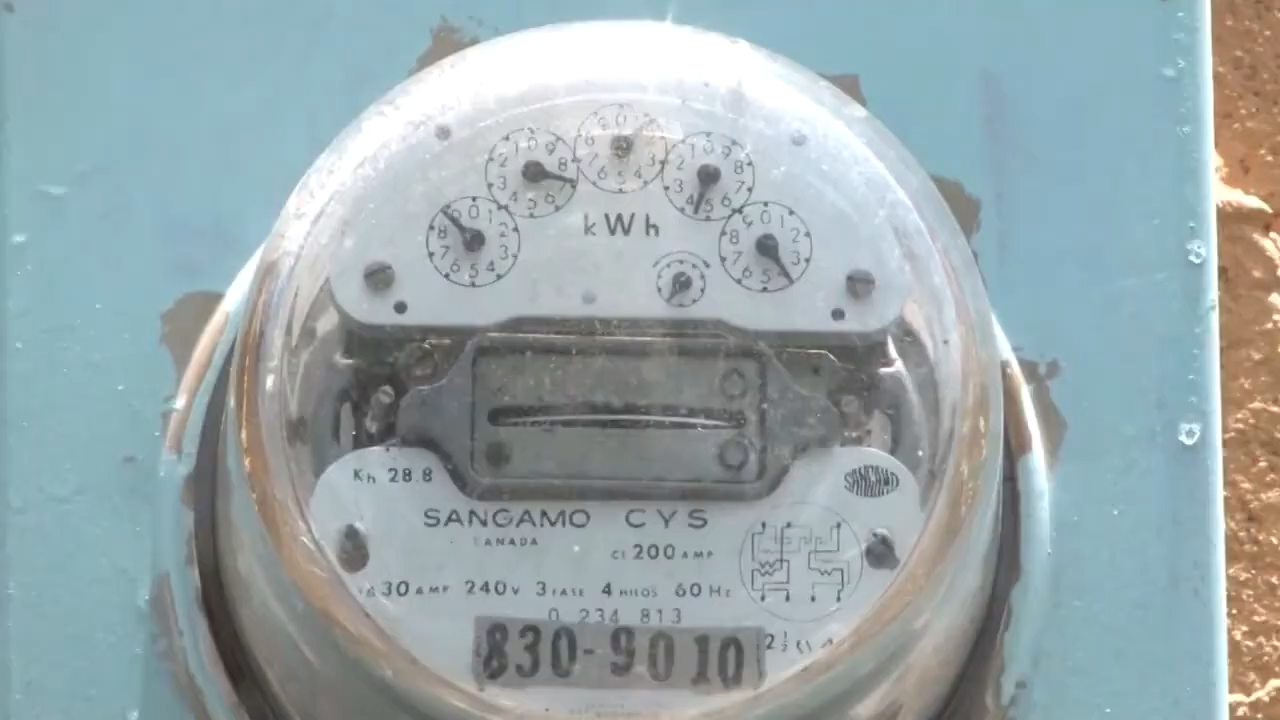 kWh
Kh 28.8
SANGAMO
SANGAMO CYS
CANADA
Cl 200 AMP
TA 30 AMP 240V 3 FASE 4 HILOS 60 Hz
0 234 813
830-9010